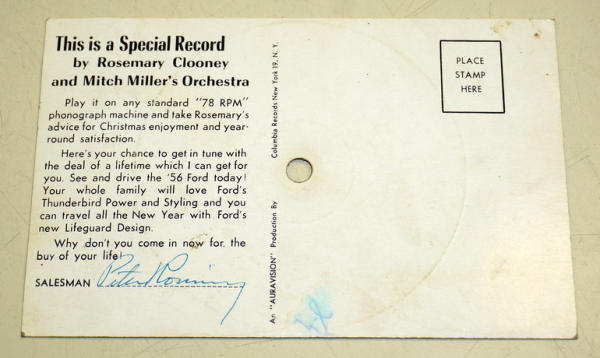 This is a Special Record
by Rosemary Clooney
and Mitch Miller's Orchestra
Play it on any standard "78 RPM"
phonograph machine and take Rosemary's
advice for Christmas enjoyment and year-
round satisfaction.
Here's your chance to get in tune with
the deal of a lifetime which I can get for
you. See and drive the '56 Ford today!
Your whole family will love Ford's
Thunderbird Power and Styling and you
can travel all the New Year with Ford's
new Lifeguard Design.
Why don't you come in now for the
buy of your life!
SALESMAN Peter
An "AURAVISION" Production By Columbia Records New York 19, N. Y.
PLACE
STAMP
HERE